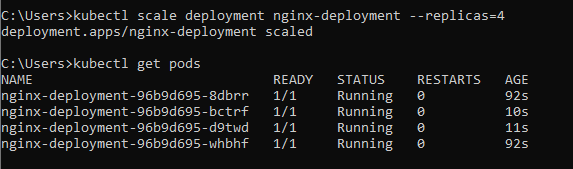 C:\Users>kubectl scale deployment nginx-deployment --replicas=4
deployment.apps/nginx-deployment scaled
C:\Users>kubectl get pods
NAME READY STATUS RESTARTS AGE
nginx-deployment-96b9d695-8dbrr 1/1 Running 0 92s
nginx-deployment-96b9d695-bctrf 1/1 Running 0 10s
nginx-deployment-96b9d695-d9twd 1/1 Running 0 11s
nginx-deployment-96b9d695-whbhf 1/1 Running 0 92s